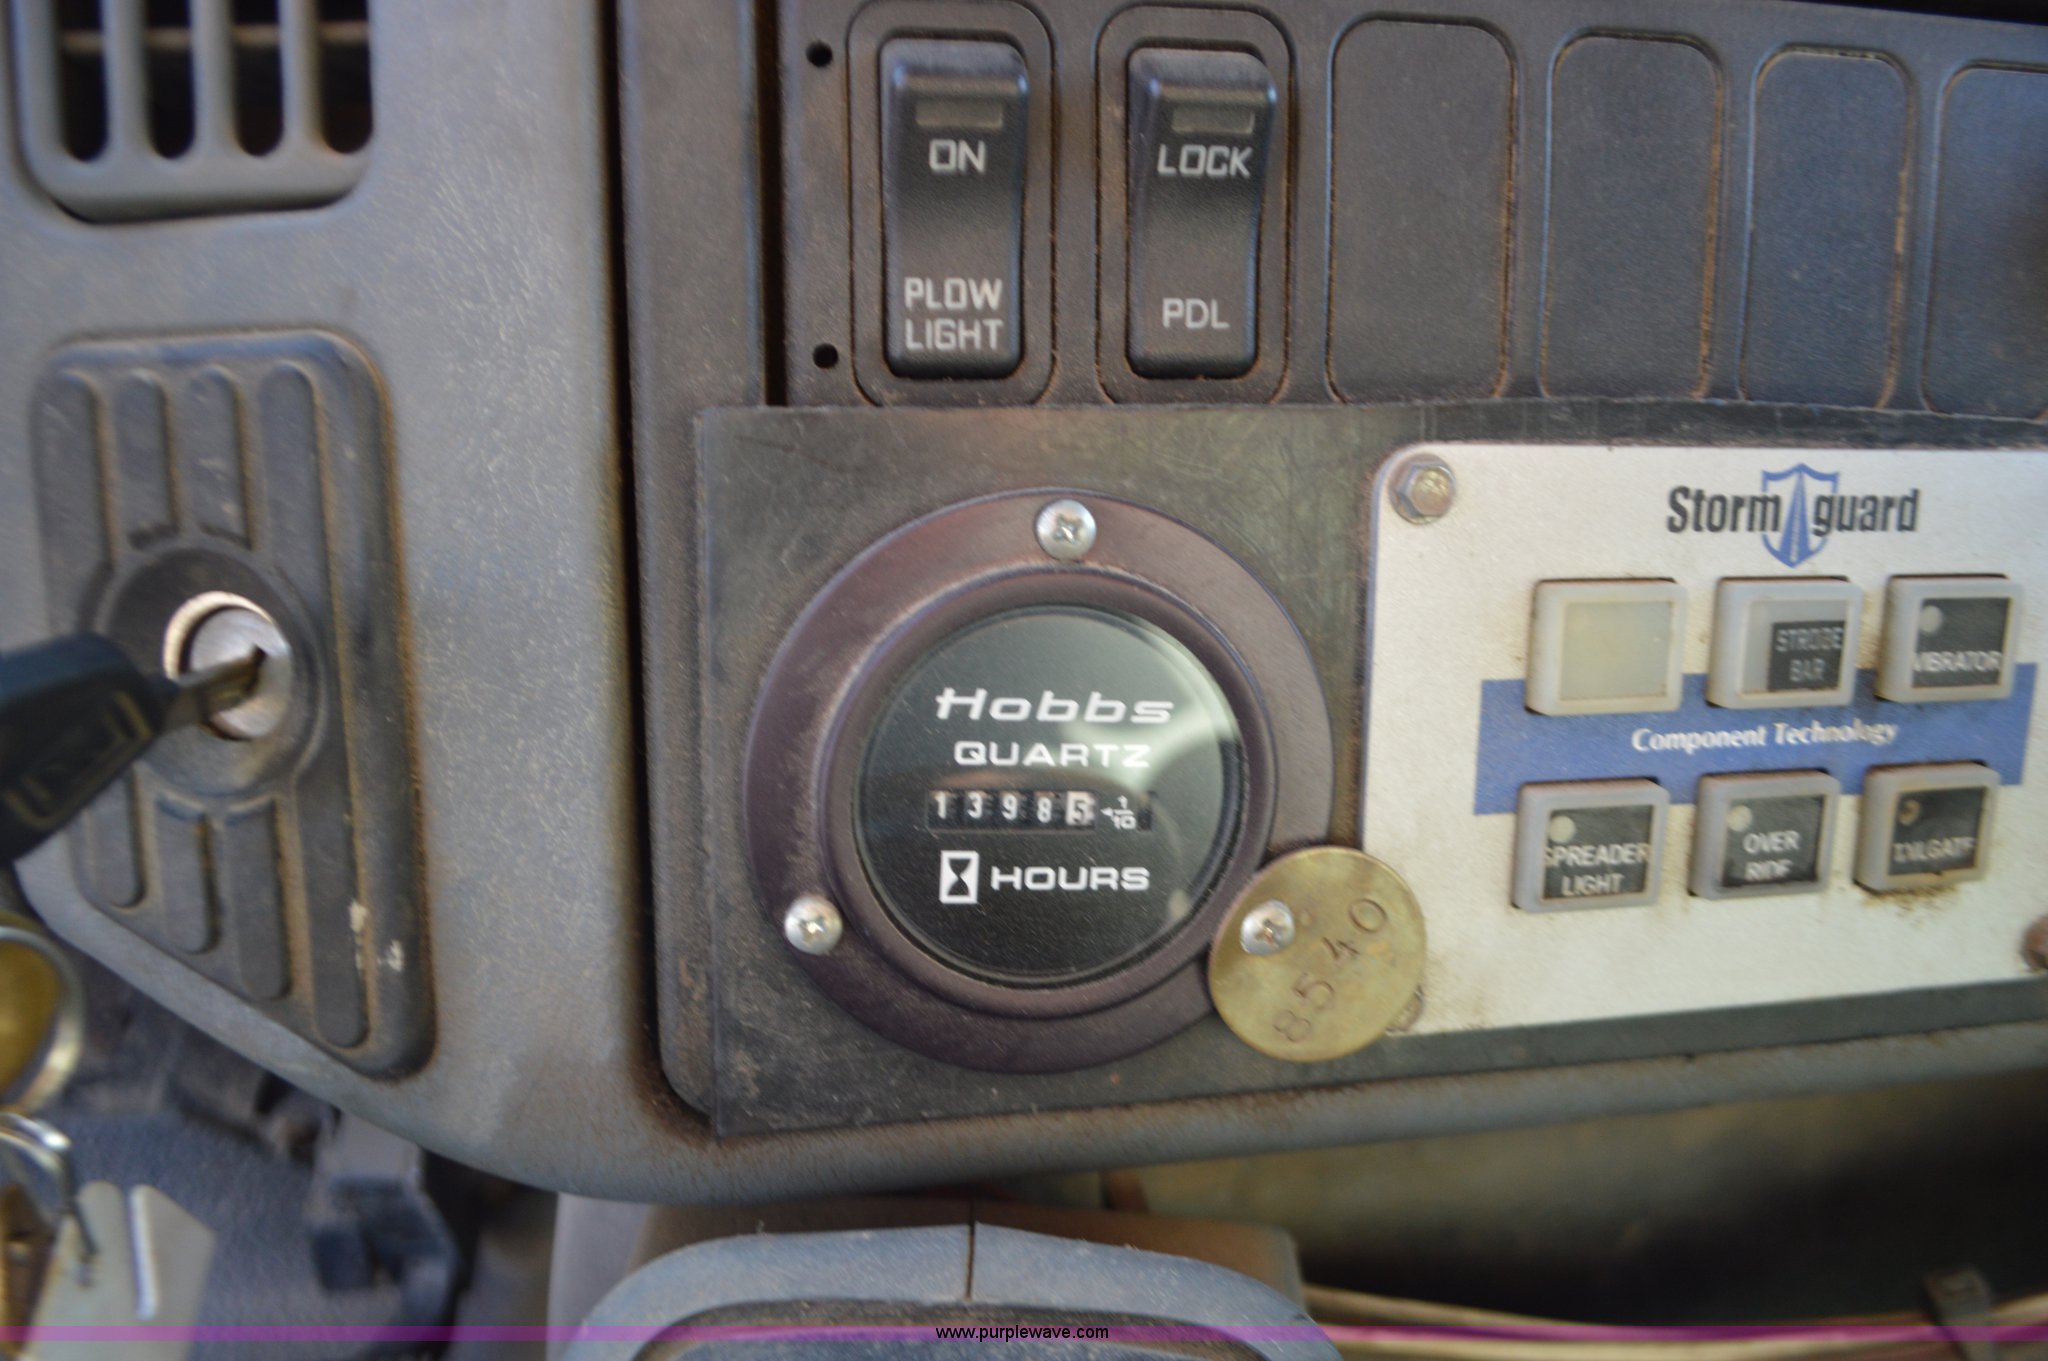 ON
PLOW
LIGHT
LOCK
PDL
Storm guard
STROBE
BAR
VIBRATOR
Component Technology
SPREADER
LIGHT
OVER
RIDE
TAILGATE
Hobbs
QUARTZ
13985 1/10
HOURS
8540
www.purplewave.com